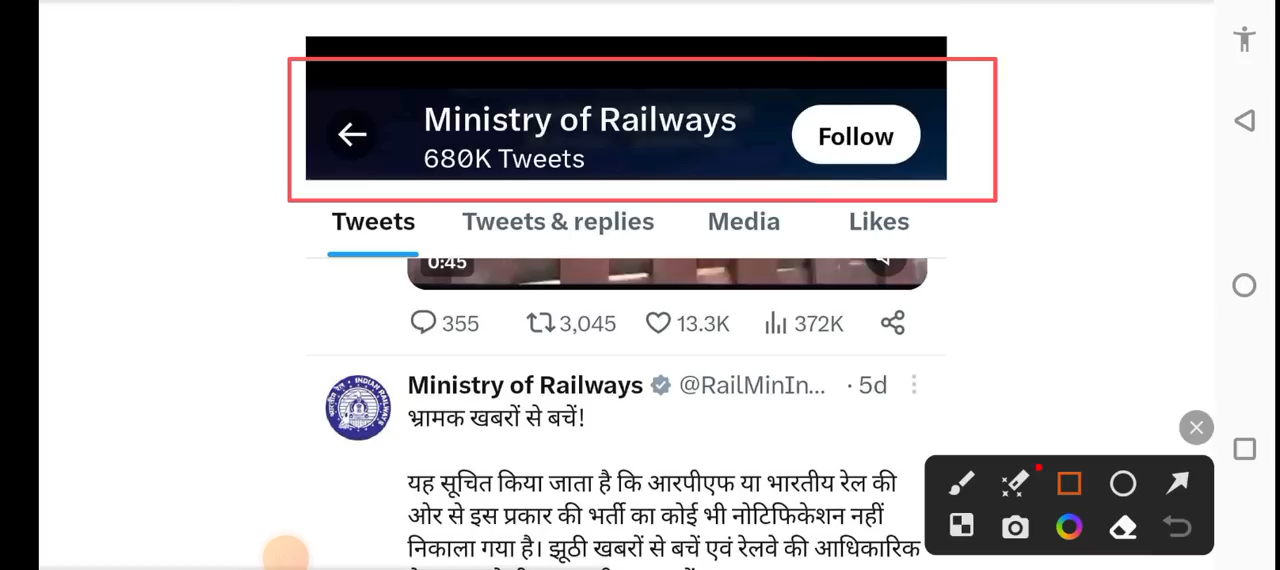 Ministry of Railways
680K Tweets
Follow
Tweets
Tweets & replies
Media
Likes
0:45
355
3,045
13.3K
372K
Ministry of Railways @RailMinIn... · 5d
भ्रामक खबरों से बचें!
यह सूचित किया जाता है कि आरपीएफ या भारतीय रेल की
ओर से इस प्रकार की भर्ती का कोई भी नोटिफिकेशन नहीं
निकाला गया है। झूठी खबरों से बचें एवं रेलवे की आधिकारिक